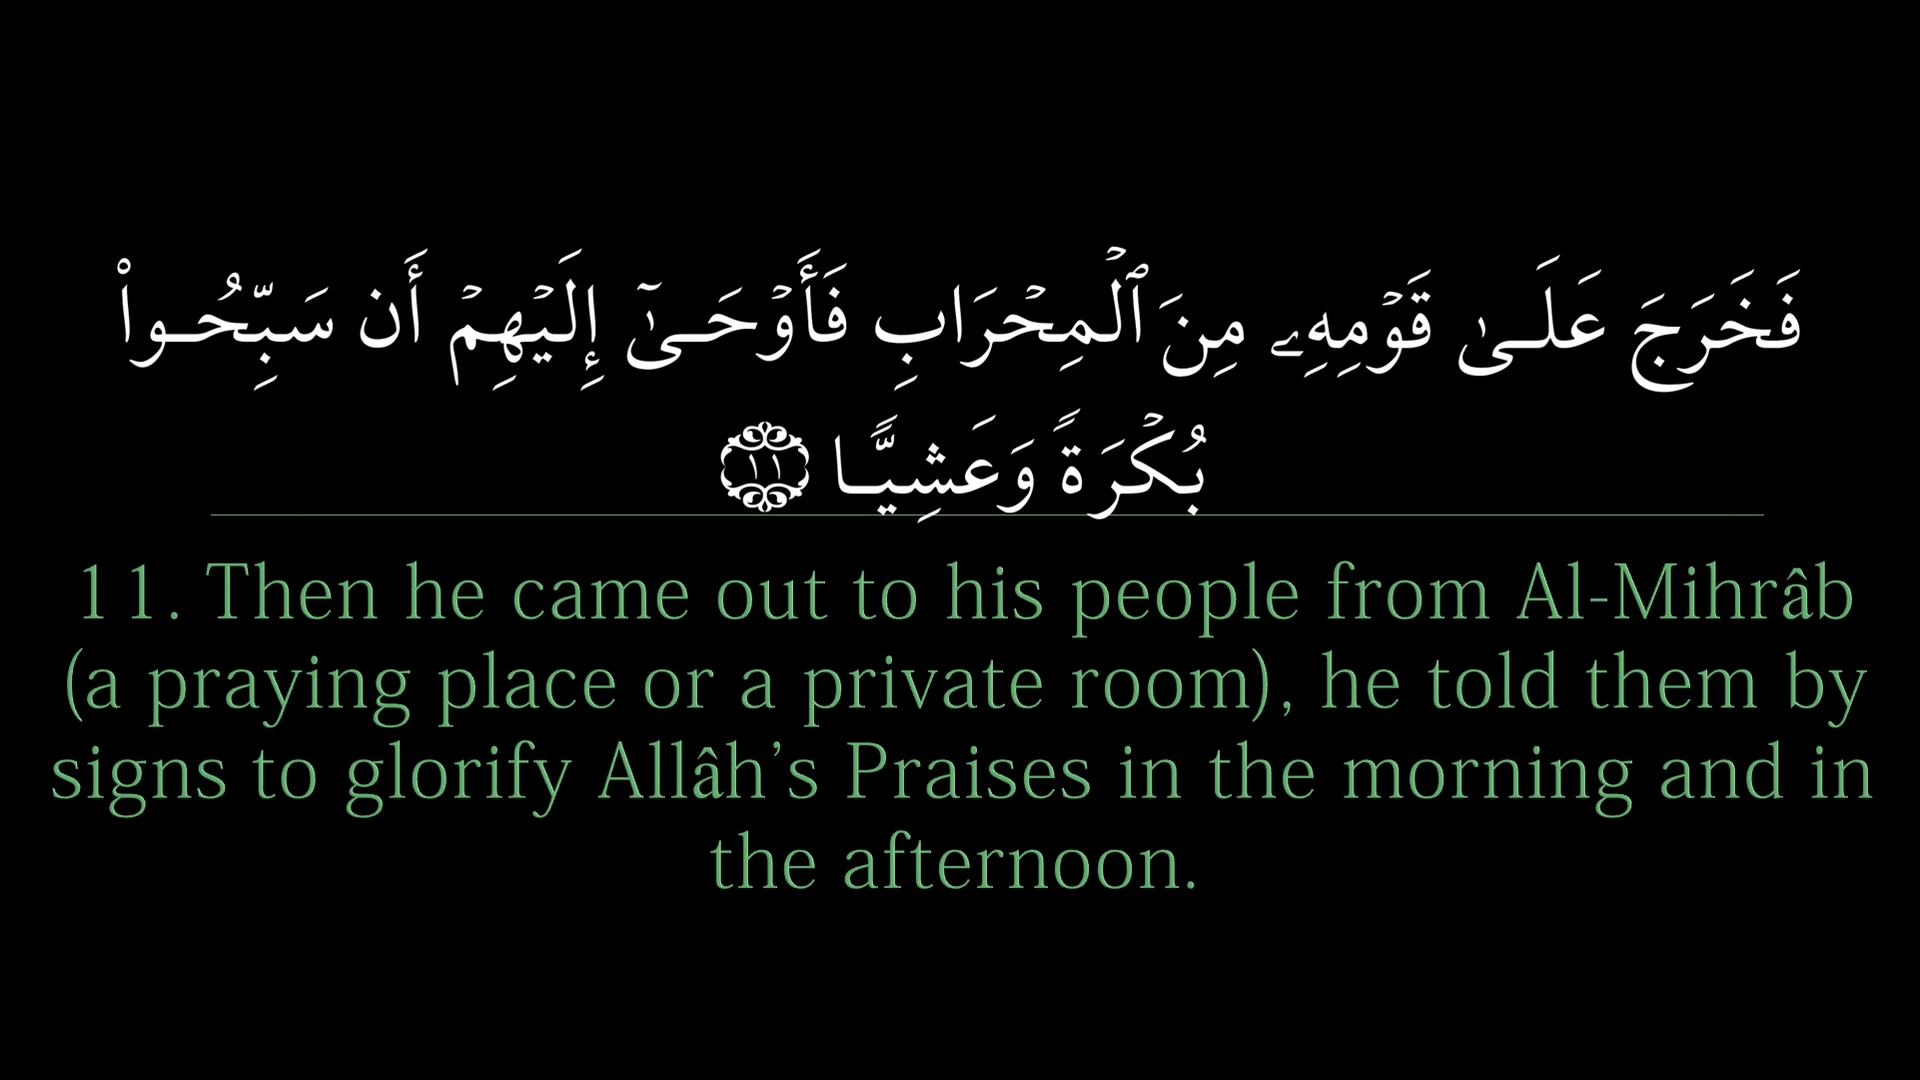 فَخَرَجَ عَلَىٰ قَوْمِهِۦ مِنَ ٱلْمِحْرَابِ فَأَوْحَىٰٓ إِلَيْهِمْ أَن سَبِّحُوا۟
بُكْرَةً وَعَشِيًّا ١١
11. Then he came out to his people from Al-Mihrâb
(a praying place or a private room), he told them by
signs to glorify Allâh’s Praises in the morning and in
the afternoon.